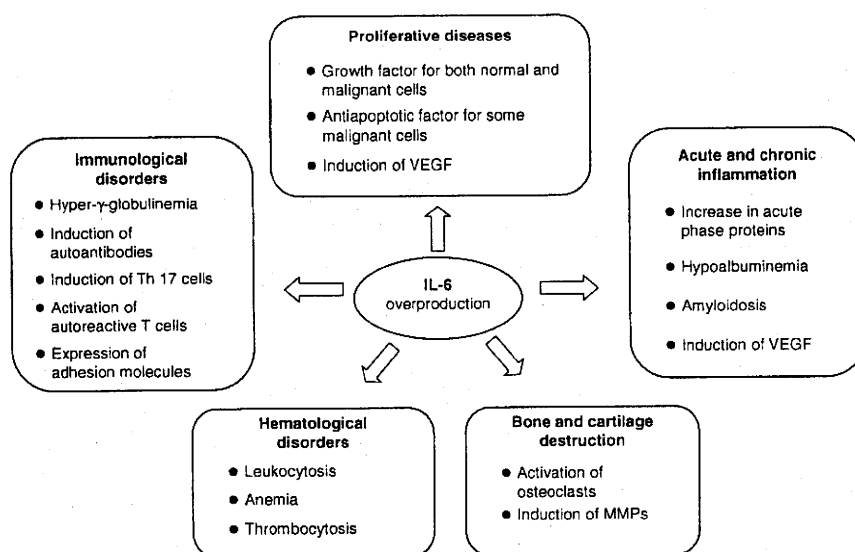 Proliferative diseases
● Growth factor for both normal and
malignant cells
● Antiapoptotic factor for some
malignant cells
● Induction of VEGF
Immunological
disorders
● Hyper-γ-globulinemia
● Induction of
autoantibodies
● Induction of Th 17 cells
● Activation of
autoreactive T cells
● Expression of
adhesion molecules
IL-6
overproduction
Acute and chronic
inflammation
● Increase in acute
phase proteins
● Hypoalbuminemia
● Amyloidosis
● Induction of VEGF
Hematological
disorders
● Leukocytosis
● Anemia
● Thrombocytosis
Bone and cartilage
destruction
● Activation of
osteoclasts
● Induction of MMPs